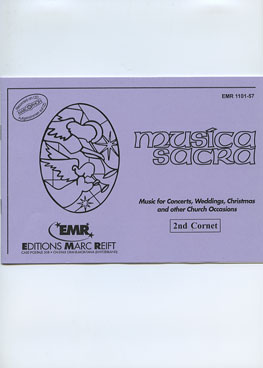 EMR 1101-57
musica
sacra
Music for Concerts, Weddings, Christmas
and other Church Occasions
2nd Cornet
EMR
EDITIONS MARC REIFT